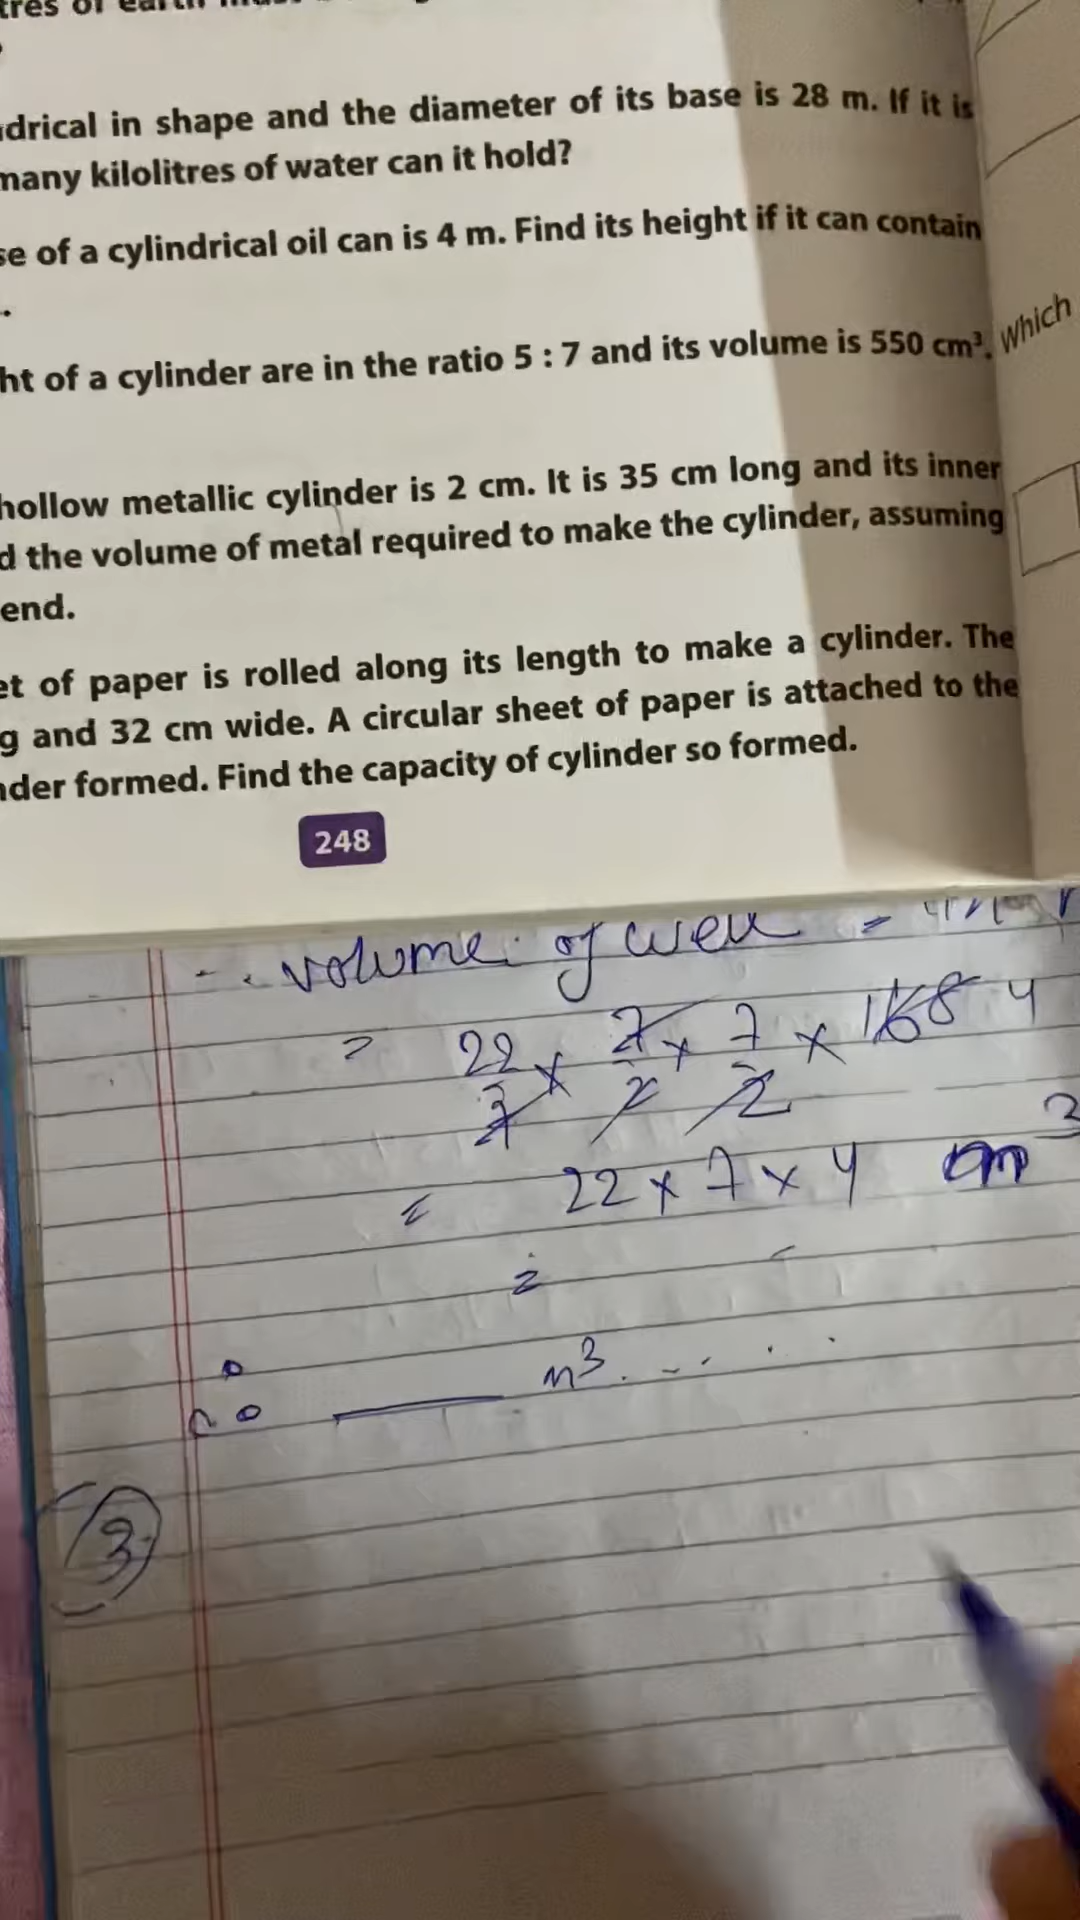 many kilolitres of water can it hold?
drical in shape and the diameter of its base is 28 m. If it is
se of a cylindrical oil can is 4 m. Find its height if it can contain
ht of a cylinder are in the ratio 5 : 7 and its volume is 550 cm³. Which
hollow metallic cylinder is 2 cm. It is 35 cm long and its inner
d the volume of metal required to make the cylinder, assuming
end.
et of paper is rolled along its length to make a cylinder. The
g and 32 cm wide. A circular sheet of paper is attached to the
nder formed. Find the capacity of cylinder so formed.
248
volume of well =
= 22/7 × 7/2 × 7/2 × 16 4
= 22 × 7 × 4 m³
=
∴ ____ m³
3